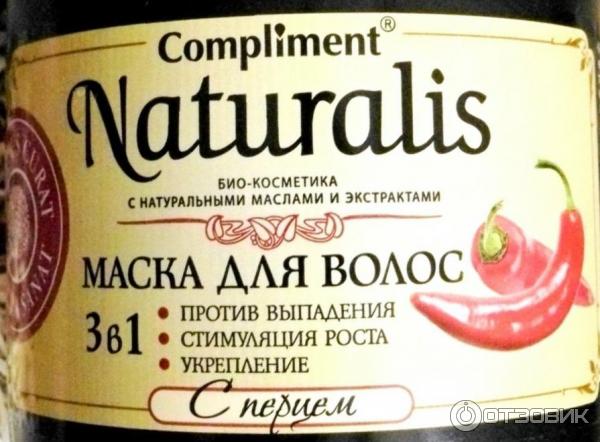 Compliment®
Naturalis
БИО-КОСМЕТИКА
С НАТУРАЛЬНЫМИ МАСЛАМИ И ЭКСТРАКТАМИ
МАСКА ДЛЯ ВОЛОС
3в1
• ПРОТИВ ВЫПАДЕНИЯ
• СТИМУЛЯЦИЯ РОСТА
• УКРЕПЛЕНИЕ
С перцем
ОТЗОВИК